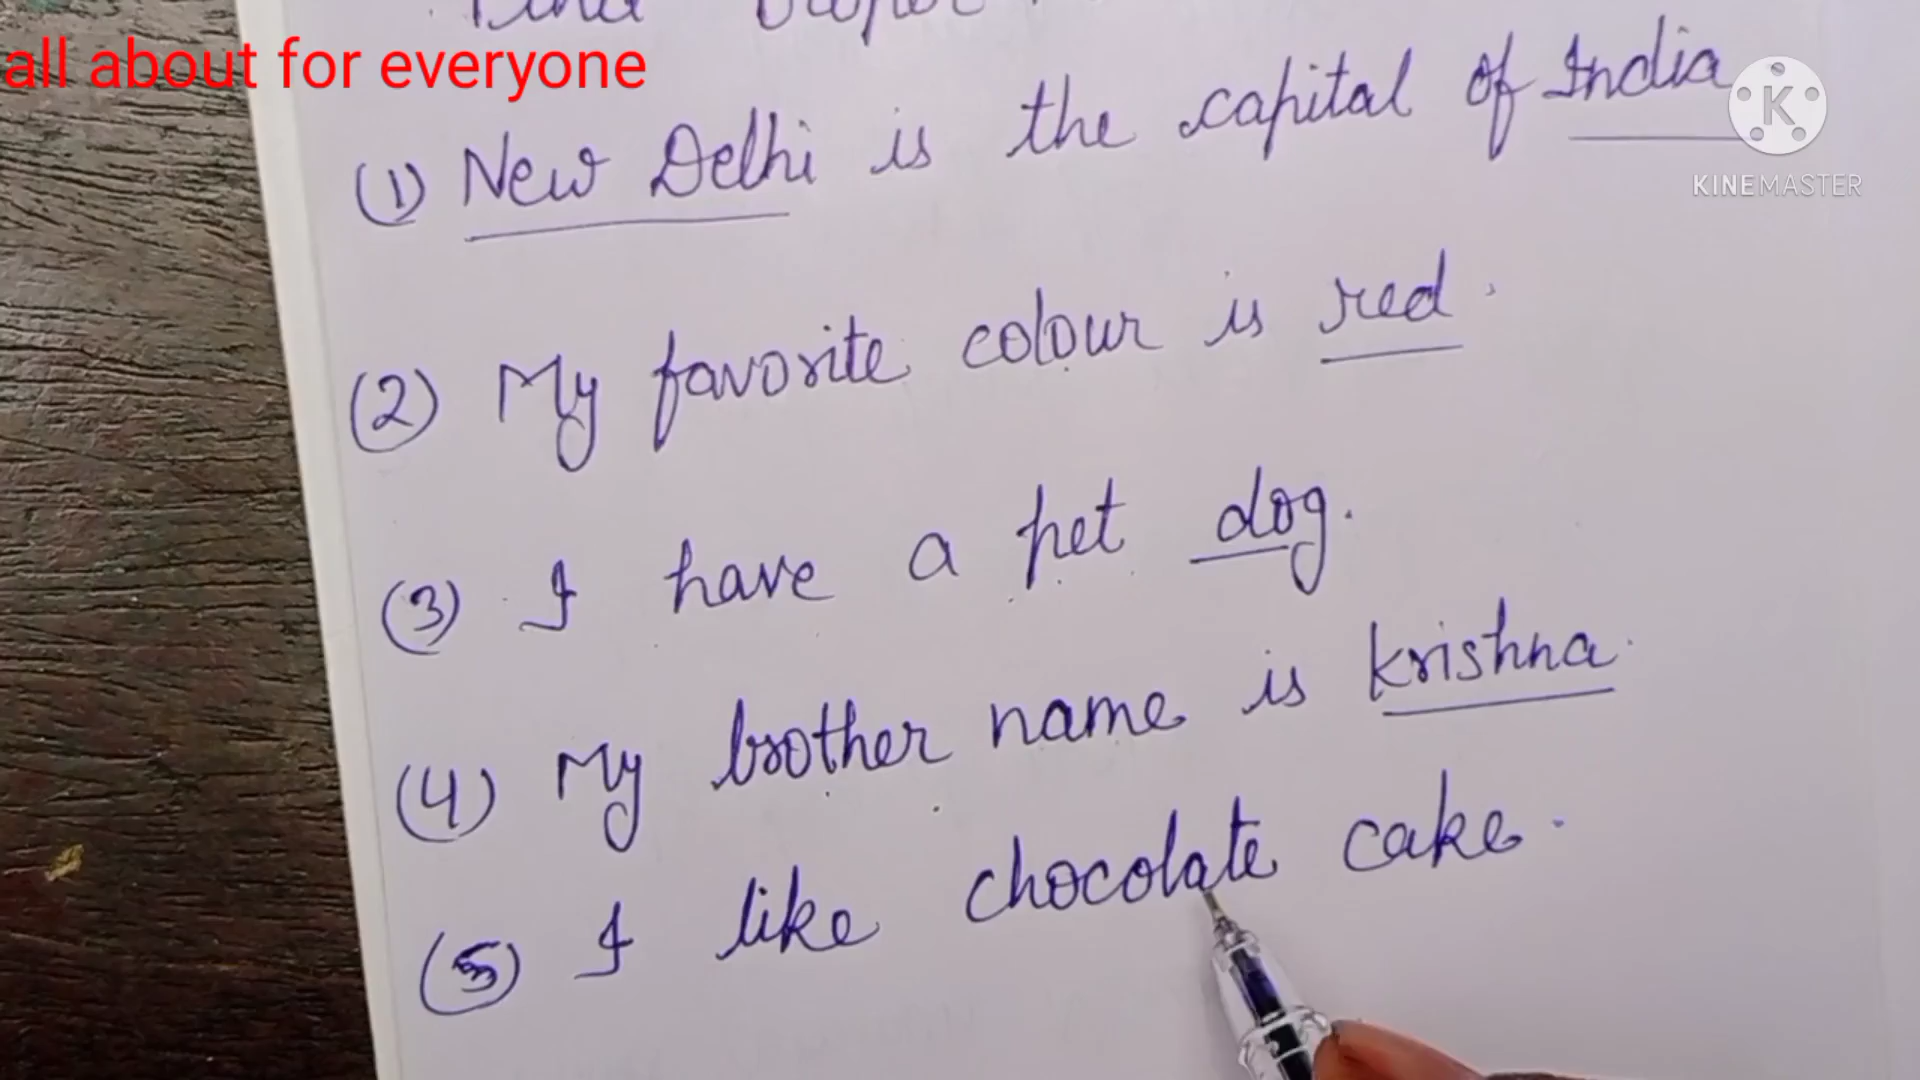 all about for everyone
(1) New Delhi is the capital of India
K
KINEMASTER
(2) My favorite colour is red.
(3) I have a pet dog.
(4) My brother name is krishna.
(5) I like chocolate cake.